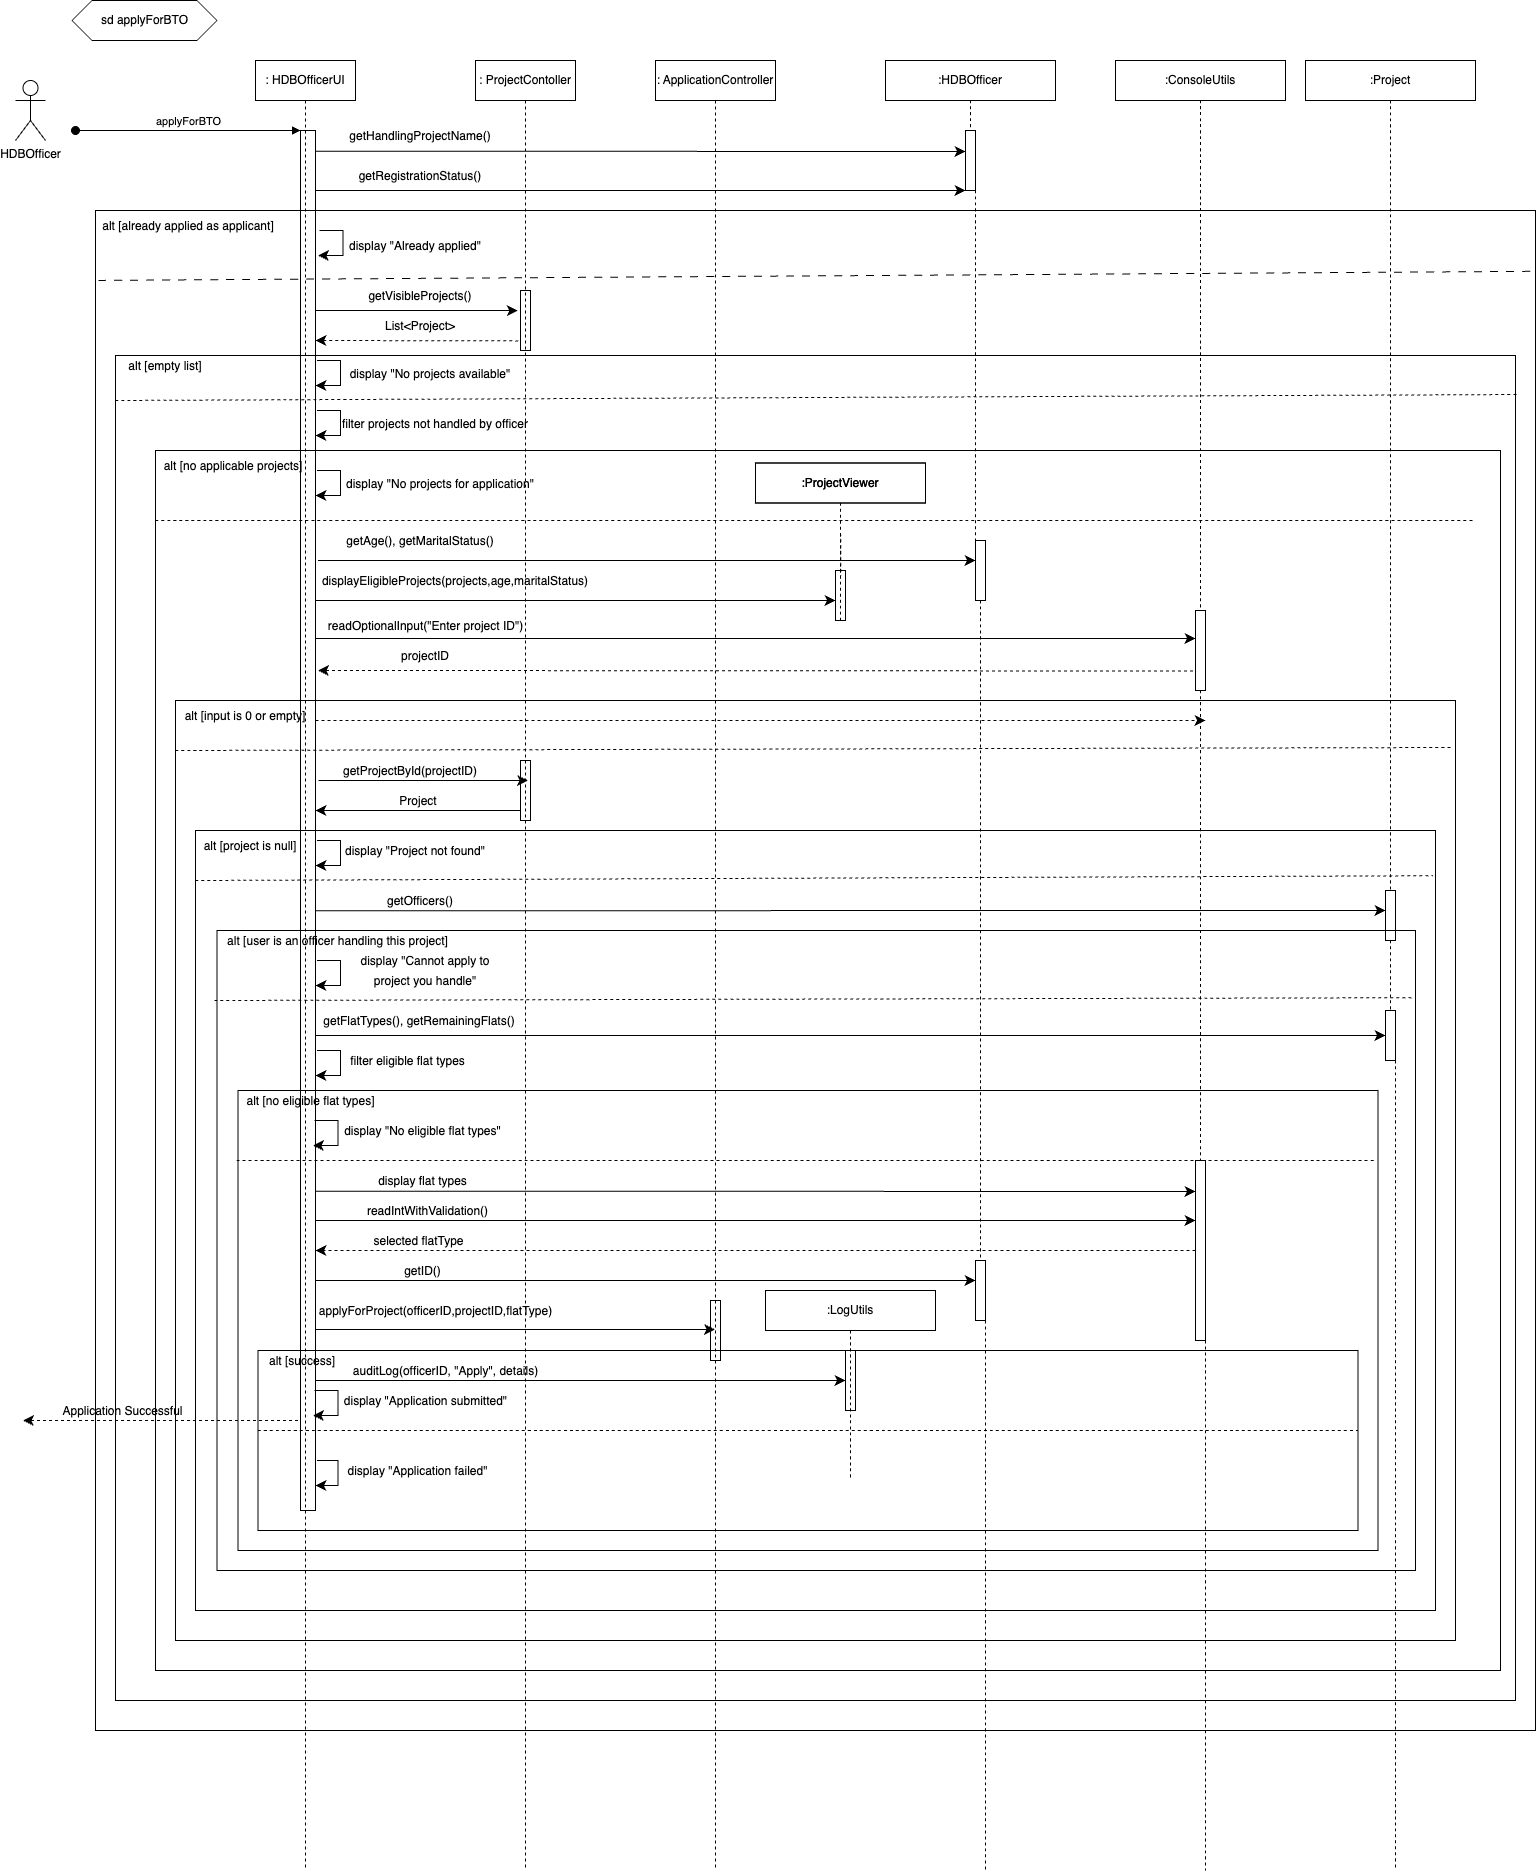 sd applyForBTO
: HDBOfficerUI
: ProjectContoller
: ApplicationController
:HDBOfficer
:ConsoleUtils
:Project
HDBOfficer
applyForBTO
getHandlingProjectName()
getRegistrationStatus()
alt [already applied as applicant]
display "Already applied"
getVisibleProjects()
List<Project>
alt [empty list]
display "No projects available"
filter projects not handled by officer
alt [no applicable projects]
display "No projects for application"
:ProjectViewer
getAge(), getMaritalStatus()
displayEligibleProjects(projects,age,maritalStatus)
readOptionalInput("Enter project ID")
projectID
alt [input is 0 or empty]
getProjectById(projectID)
Project
alt [project is null]
display "Project not found"
getOfficers()
alt [user is an officer handling this project]
display "Cannot apply to
project you handle"
getFlatTypes(), getRemainingFlats()
filter eligible flat types
alt [no eligible flat types]
display "No eligible flat types"
display flat types
readIntWithValidation()
selected flatType
getID()
applyForProject(officerID,projectID,flatType)
:LogUtils
alt [success]
auditLog(officerID, "Apply", details)
display "Application submitted"
Application Successful
display "Application failed"